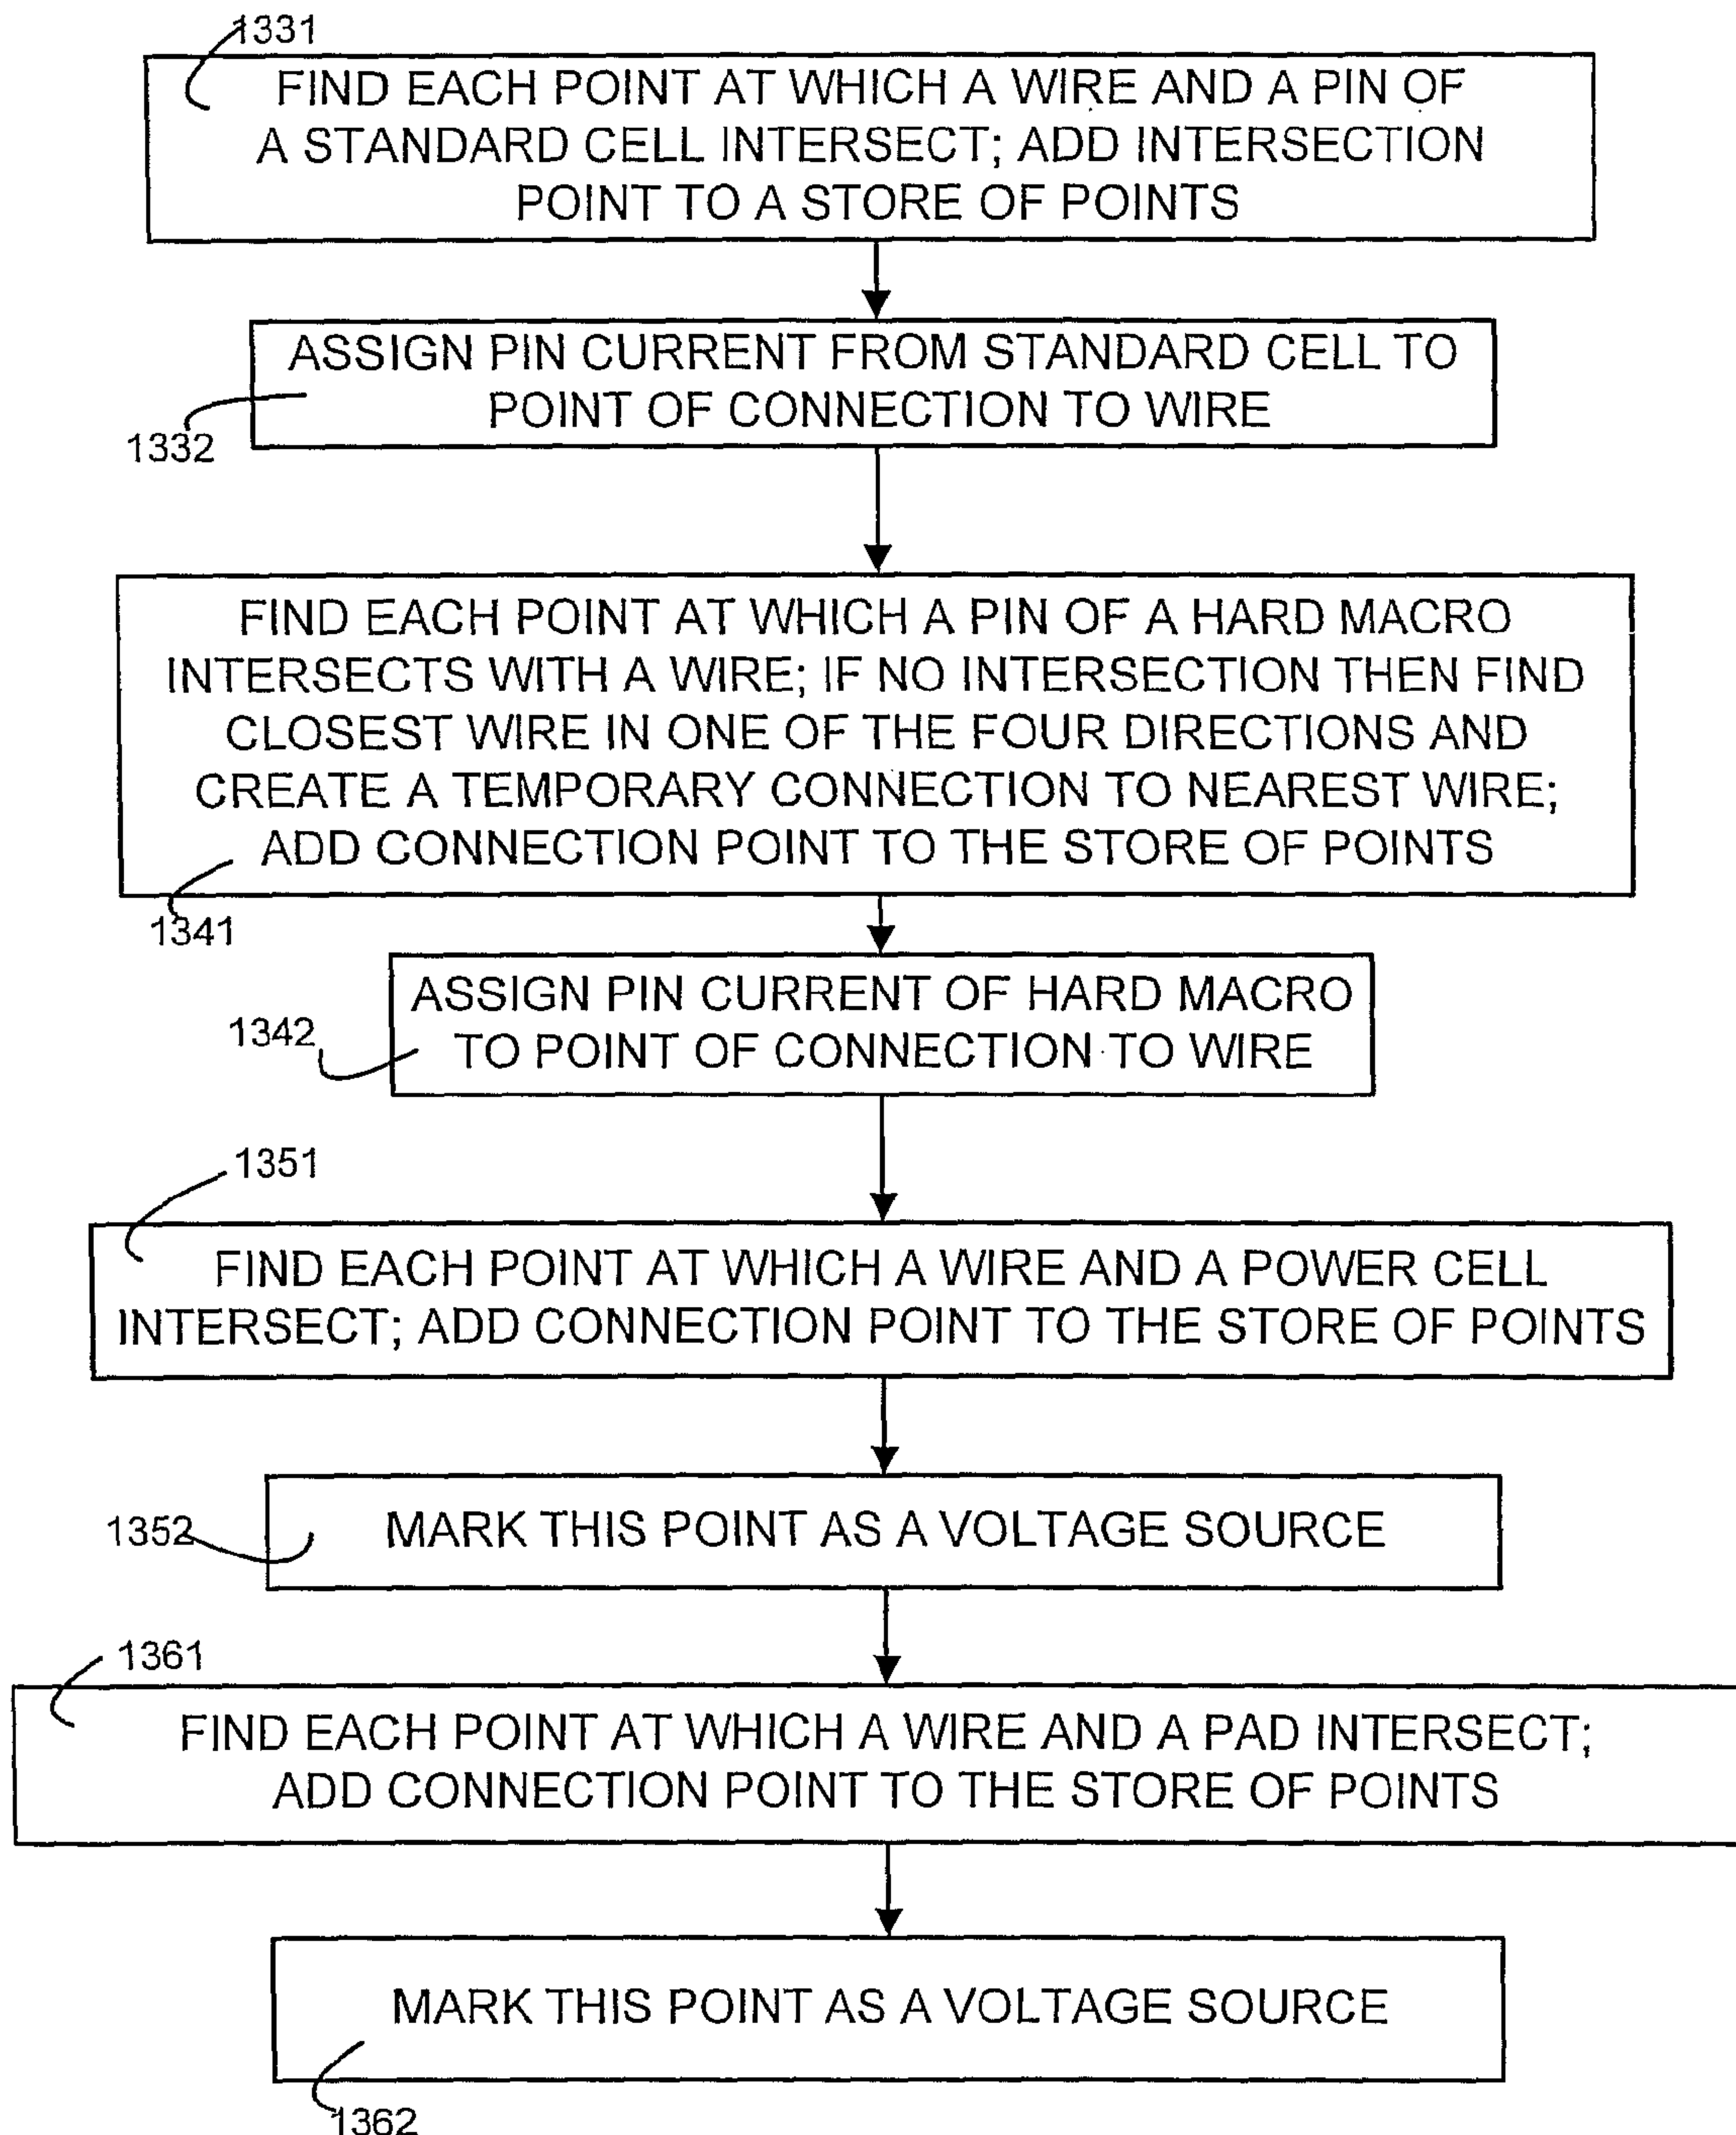 1331
FIND EACH POINT AT WHICH A WIRE AND A PIN OF
A STANDARD CELL INTERSECT; ADD INTERSECTION
POINT TO A STORE OF POINTS
ASSIGN PIN CURRENT FROM STANDARD CELL TO
POINT OF CONNECTION TO WIRE
1332
FIND EACH POINT AT WHICH A PIN OF A HARD MACRO
INTERSECTS WITH A WIRE; IF NO INTERSECTION THEN FIND
CLOSEST WIRE IN ONE OF THE FOUR DIRECTIONS AND
CREATE A TEMPORARY CONNECTION TO NEAREST WIRE;
ADD CONNECTION POINT TO THE STORE OF POINTS
1341
ASSIGN PIN CURRENT OF HARD MACRO
TO POINT OF CONNECTION TO WIRE
1342
1351
FIND EACH POINT AT WHICH A WIRE AND A POWER CELL
INTERSECT; ADD CONNECTION POINT TO THE STORE OF POINTS
1352
MARK THIS POINT AS A VOLTAGE SOURCE
1361
FIND EACH POINT AT WHICH A WIRE AND A PAD INTERSECT;
ADD CONNECTION POINT TO THE STORE OF POINTS
MARK THIS POINT AS A VOLTAGE SOURCE
1362